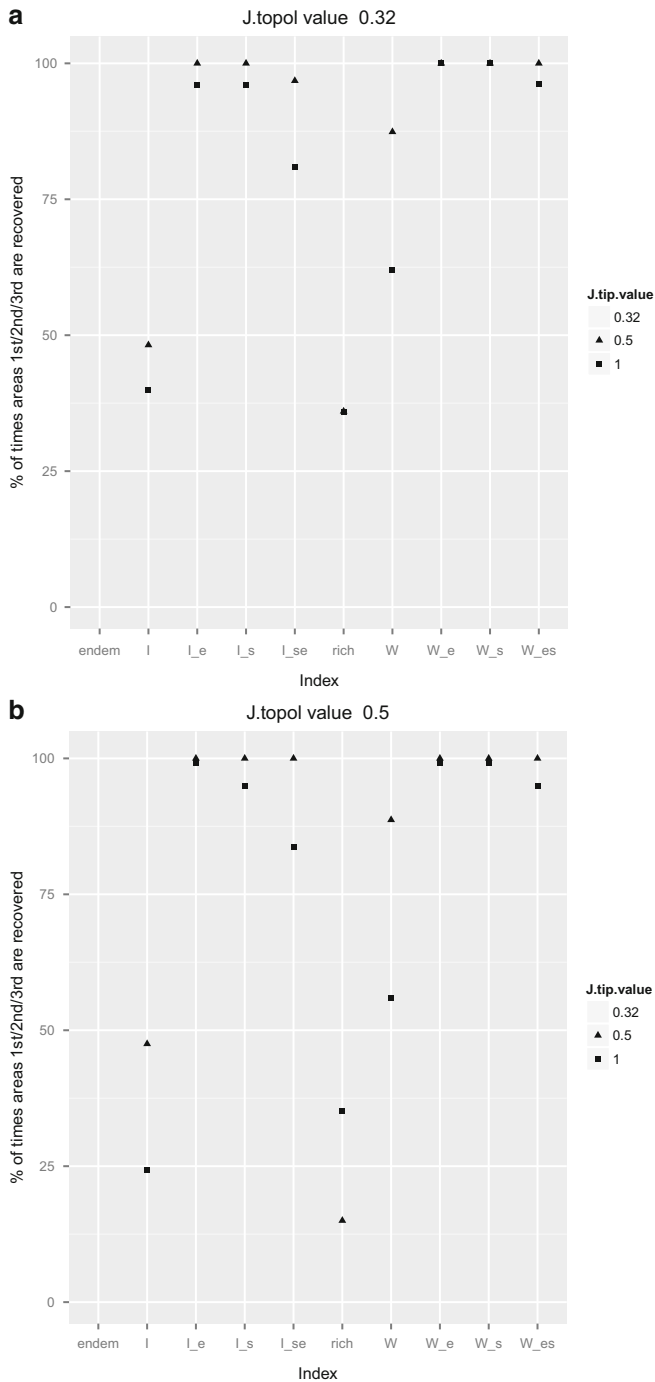 a
J.topol value 0.32
100
75
50
25
0
% of times areas 1st/2nd/3rd are recovered
endem I I_e I_s I_se rich W W_e W_s W_es
Index
J.tip.value
0.32
0.5
1
b
J.topol value 0.5
100
75
50
25
0
% of times areas 1st/2nd/3rd are recovered
endem I I_e I_s I_se rich W W_e W_s W_es
Index
J.tip.value
0.32
0.5
1